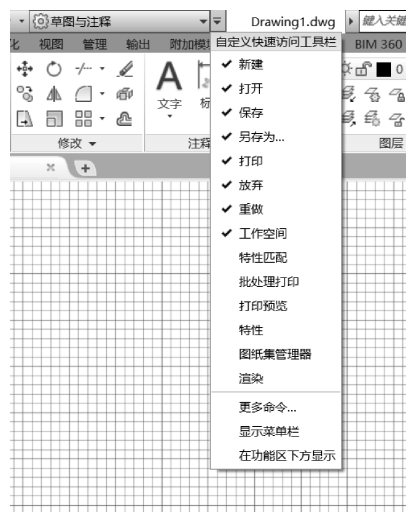 草图与注释 Drawing1.dwg 键入关键
视图 管理 输出 附加模 BIM 360
自定义快速访问工具栏
新建
打开
保存
另存为...
打印
放弃
重做
工作空间
特性匹配
批处理打印
打印预览
特性
图纸集管理器
渲染
更多命令...
显示菜单栏
在功能区下方显示
A
文字 标
0
修改 注释 图层